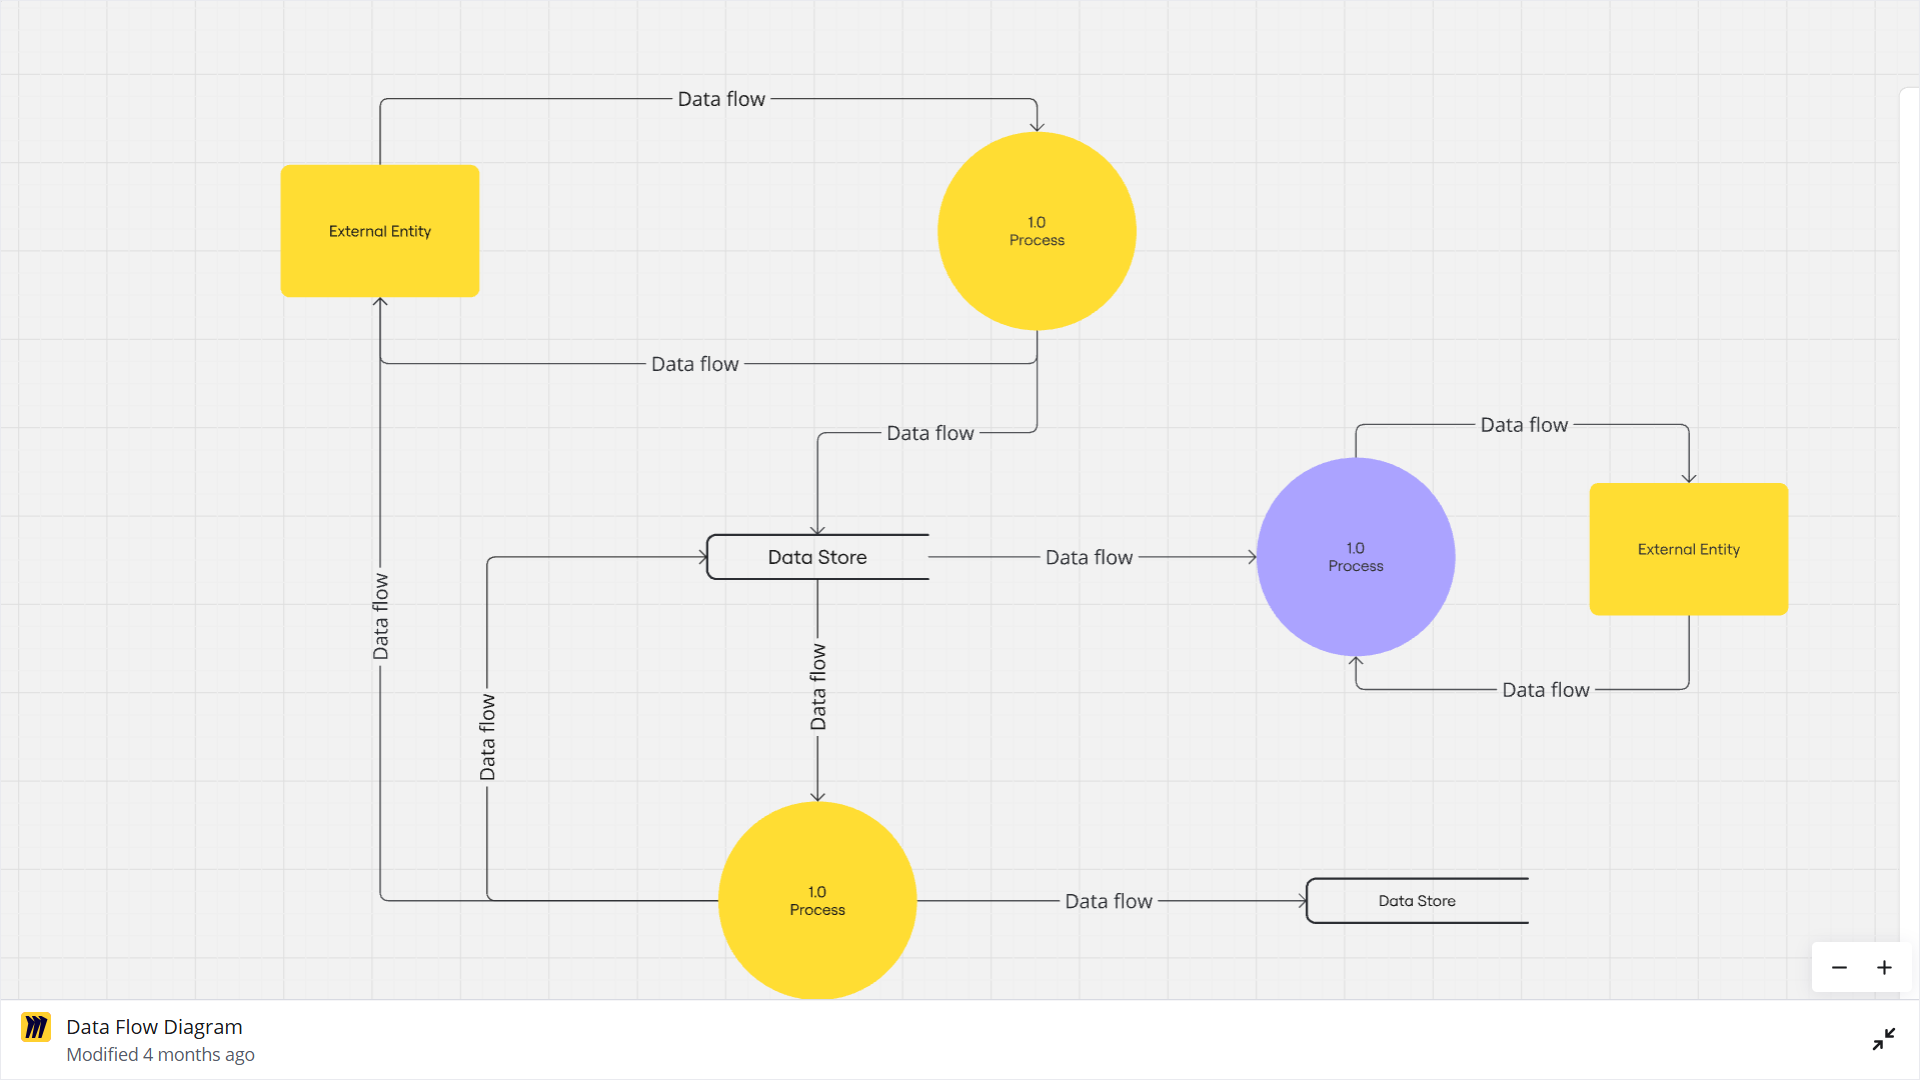 Data flow
External Entity
1.0
Process
Data flow
Data flow
Data flow
Data Store
Data flow
1.0
Process
External Entity
Data flow
Data flow
Data flow
Data flow
1.0
Process
Data flow
Data Store
Data Flow Diagram
Modified 4 months ago